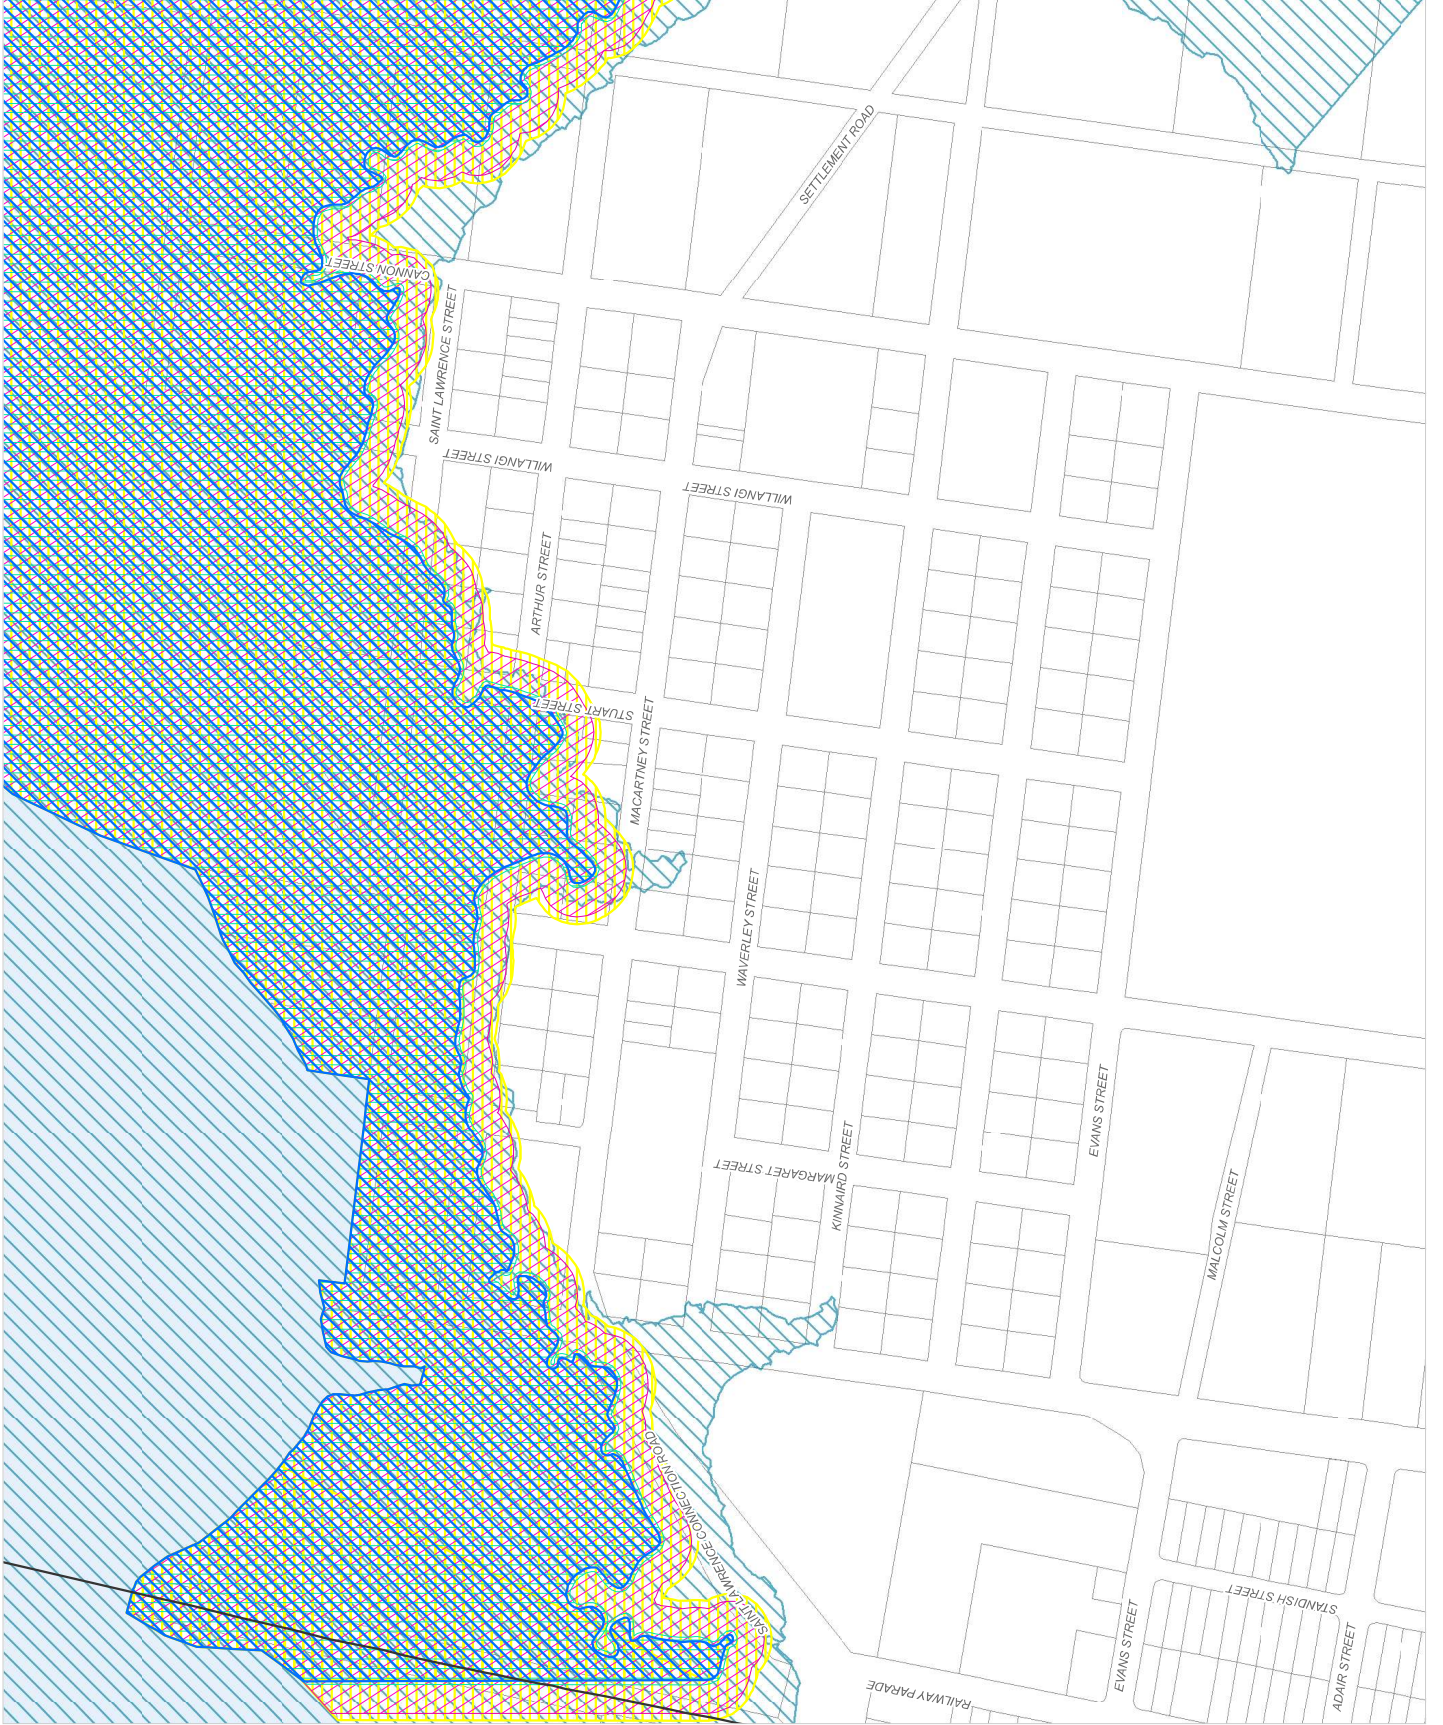 SETTLEMENT ROAD
CANNON STREET
SAINT LAWRENCE STREET
WILLANGI STREET
WILLANGI STREET
ARTHUR STREET
STUART STREET
MACARTNEY STREET
WAVERLEY STREET
EVANS STREET
MARGARET STREET
KINNAIRD STREET
MALCOLM STREET
SAINT LAWRENCE CONNECTION ROAD
STANDISH STREET
EVANS STREET
ADAIR STREET
RAILWAY PARADE